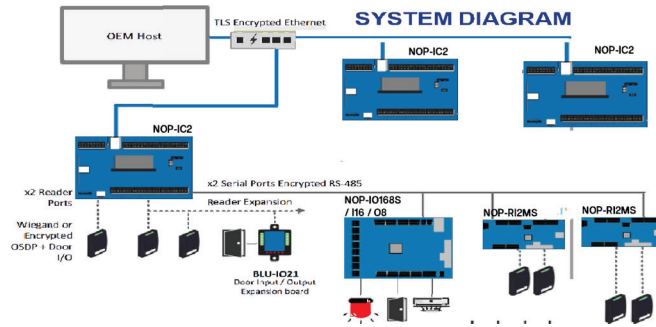 SYSTEM DIAGRAM
TLS Encrypted Ethernet
OEM Host
NOP-IC2
NOP-IC2
NOP-IC2
x2 Serial Ports Encrypted RS-485
x2 Reader
Ports
Reader Expansion
NOP-IO168S
/ I16 / O8
NOP-RI2MS
NOP-RI2MS
Wiegand or
Encrypted
OSDP + Door
I/O
BLU-IO21
Door Input / Output
Expansion board